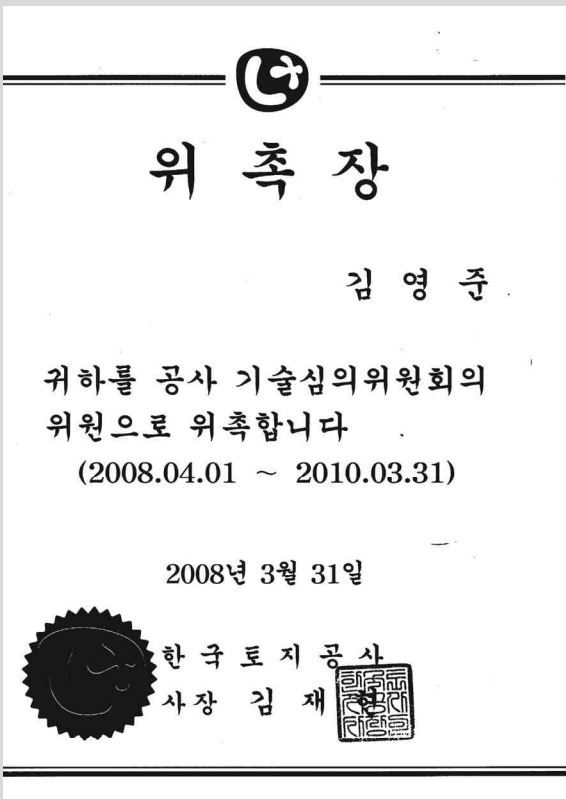 위 촉 장
김 영 준
귀하를 공사 기술심의위원회의
위원으로 위촉합니다
(2008.04.01 ~ 2010.03.31)
2008년 3월 31일
한 국 토 지 공 사
사 장 김 재 현